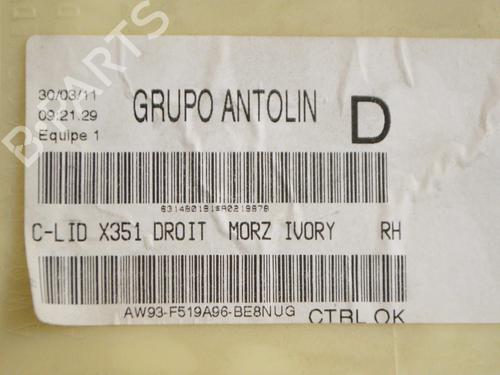 30/03/11
09:21.29
Equipe 1
GRUPO ANTOLIN
D
C-LID X351 DROIT MORZ IVORY RH
AW93-F519A96-BE8NUG
CTRL OK
B-PARTS